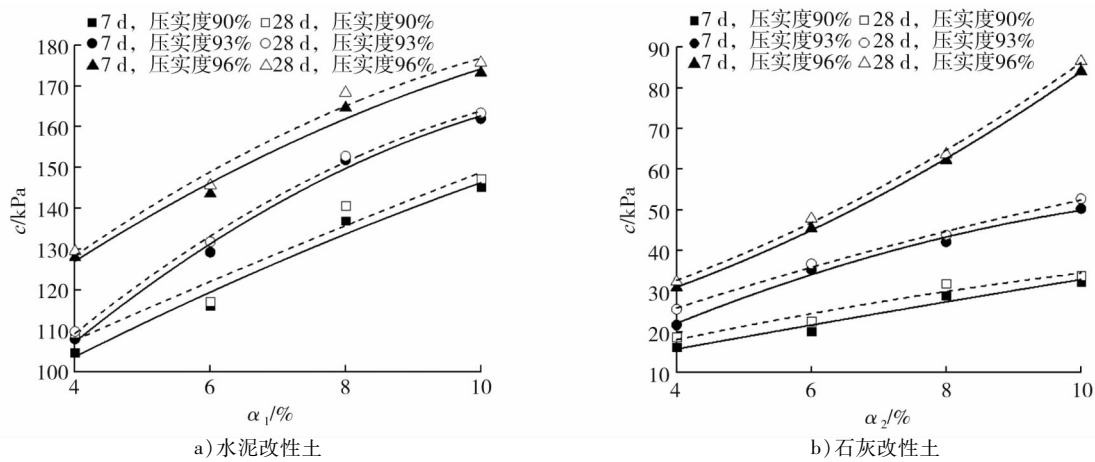 7 d，压实度90% 28 d，压实度90%
7 d，压实度93% 28 d，压实度93%
7 d，压实度96% 28 d，压实度96%
180
170
160
150
140
130
120
110
100
c/kPa
4 6 8 10
α₁/%
a)水泥改性土
7 d，压实度90% 28 d，压实度90%
7 d，压实度93% 28 d，压实度93%
7 d，压实度96% 28 d，压实度96%
90
80
70
60
50
40
30
20
10
c/kPa
4 6 8 10
α₂/%
b)石灰改性土